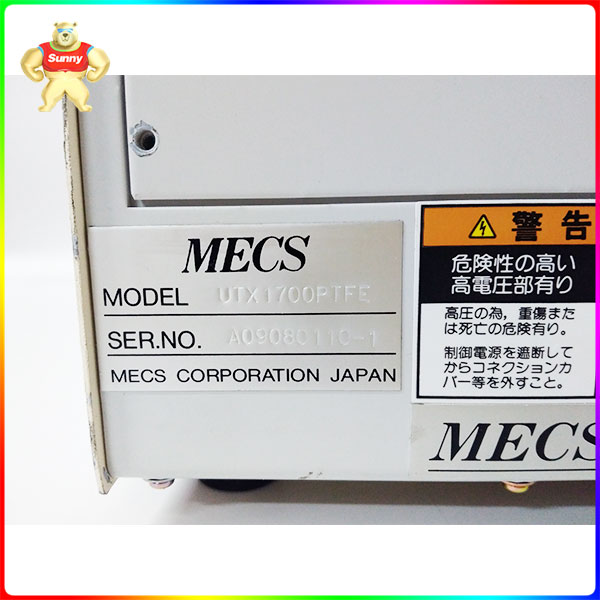 Sunny
MECS
MODEL UTX1700PTFE
SER.NO. A09080110-1
MECS CORPORATION JAPAN
警告
危険性の高い
高電圧部有り
高圧の為，重傷また
は死亡の危険有り。
制御電源を遮断して
からコネクションカ
バー等を外すこと。
MECS